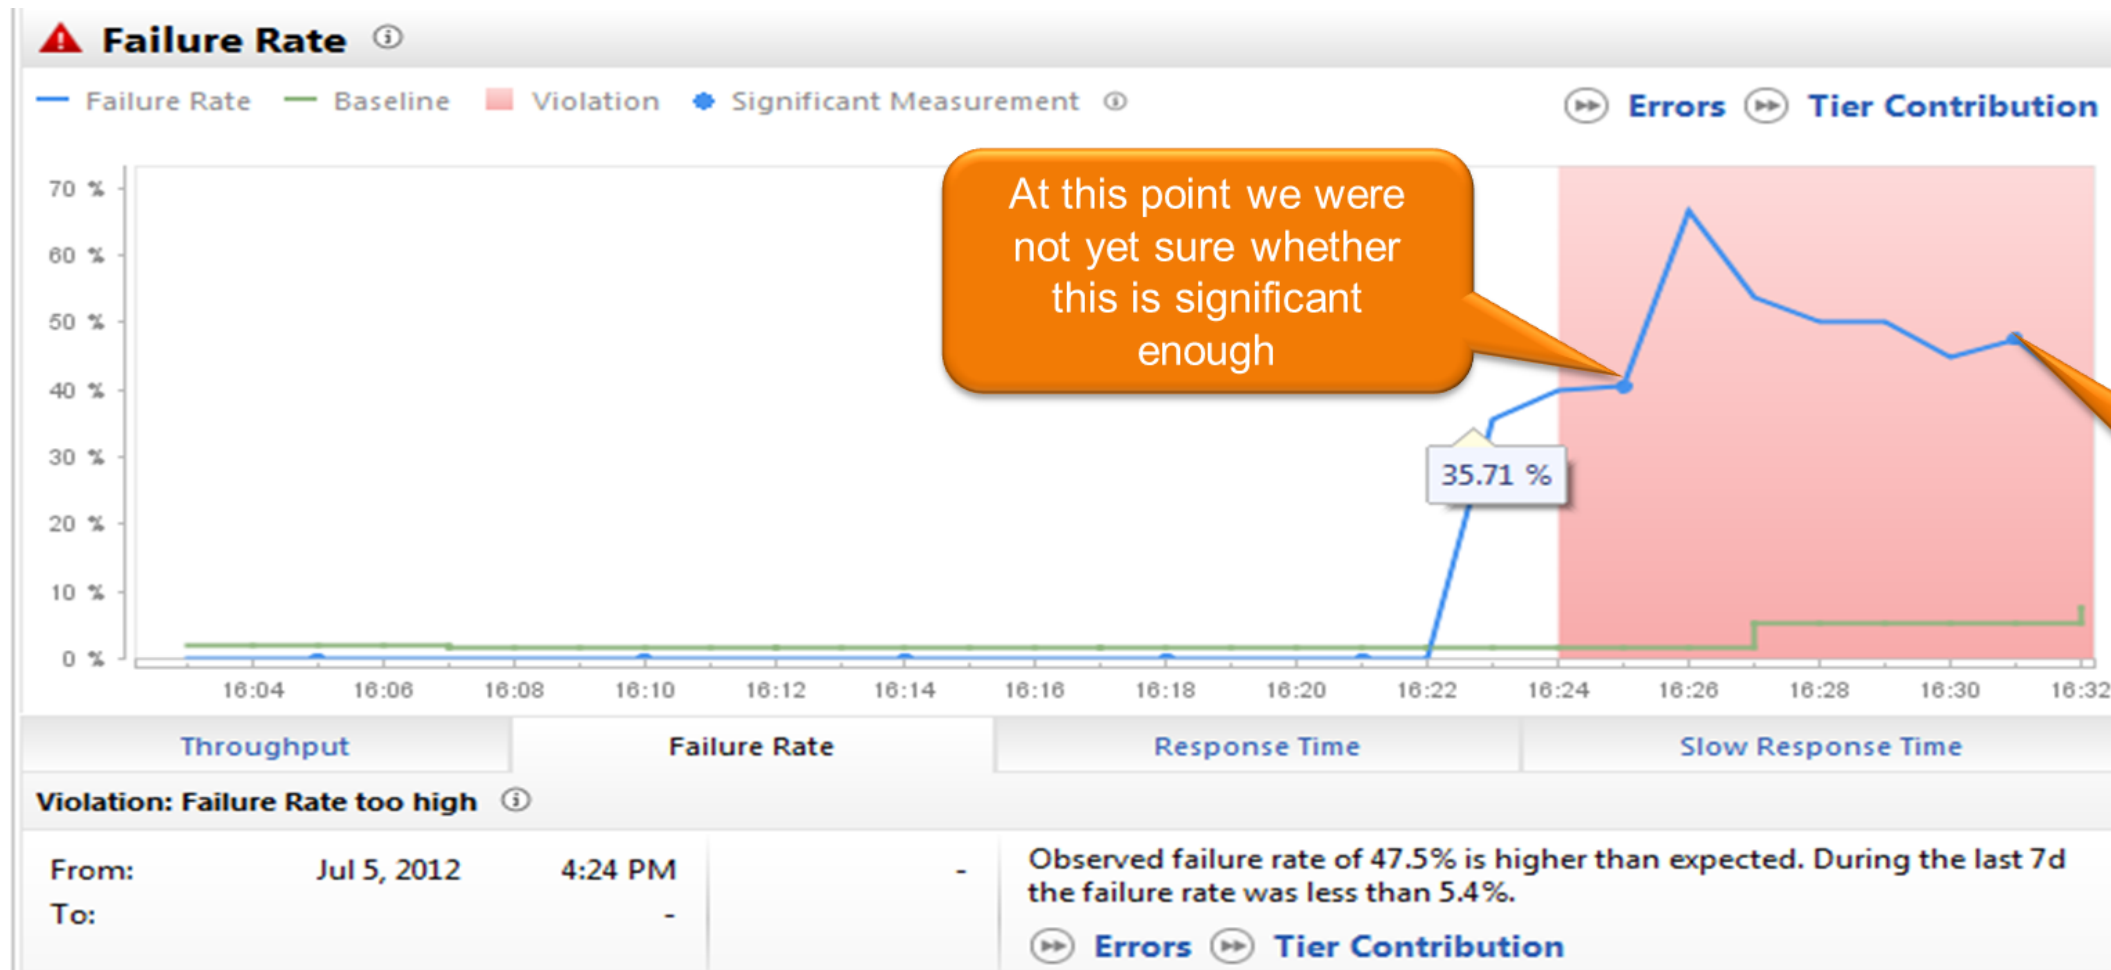 Failure Rate
Failure Rate Baseline Violation Significant Measurement
Errors Tier Contribution
At this point we were
not yet sure whether
this is significant
enough
70 %
60 %
50 %
40 %
30 %
20 %
10 %
0 %
35.71 %
16:04 16:06 16:08 16:10 16:12 16:14 16:16 16:18 16:20 16:22 16:24 16:26 16:28 16:30 16:32
Throughput Failure Rate Response Time Slow Response Time
Violation: Failure Rate too high
From: Jul 5, 2012 4:24 PM -
To: -
Observed failure rate of 47.5% is higher than expected. During the last 7d
the failure rate was less than 5.4%.
Errors Tier Contribution